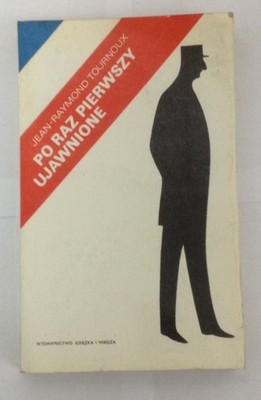 JEAN-RAYMOND TOURNOUX
PO RAZ PIERWSZY
UJAWNIONE
WYDAWNICTWO KSIĄŻKA I WIEDZA